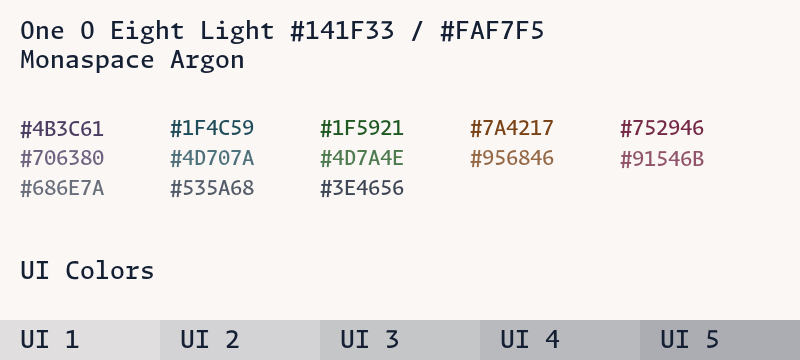 One O Eight Light #141F33 / #FAF7F5
Monaspace Argon
#4B3C61 #1F4C59 #1F5921 #7A4217 #752946
#706380 #4D707A #4D7A4E #956846 #91546B
#686E7A #535A68 #3E4656
UI Colors
UI 1 UI 2 UI 3 UI 4 UI 5